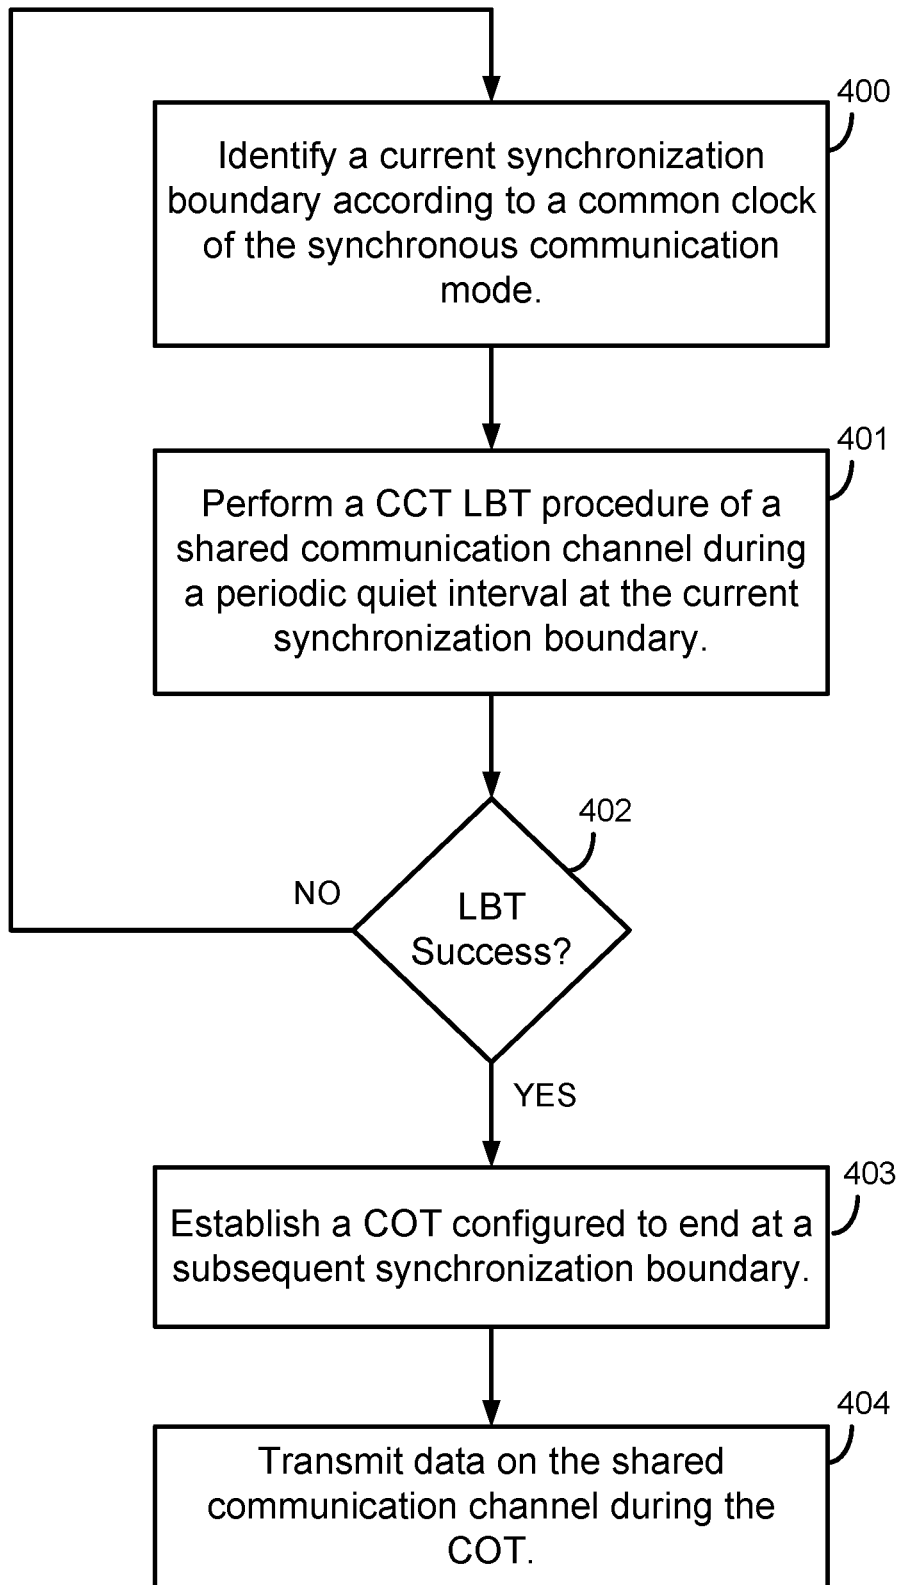 400
Identify a current synchronization
boundary according to a common clock
of the synchronous communication
mode.
401
Perform a CCT LBT procedure of a
shared communication channel during
a periodic quiet interval at the current
synchronization boundary.
402
LBT
Success?
NO
YES
403
Establish a COT configured to end at a
subsequent synchronization boundary.
404
Transmit data on the shared
communication channel during the
COT.